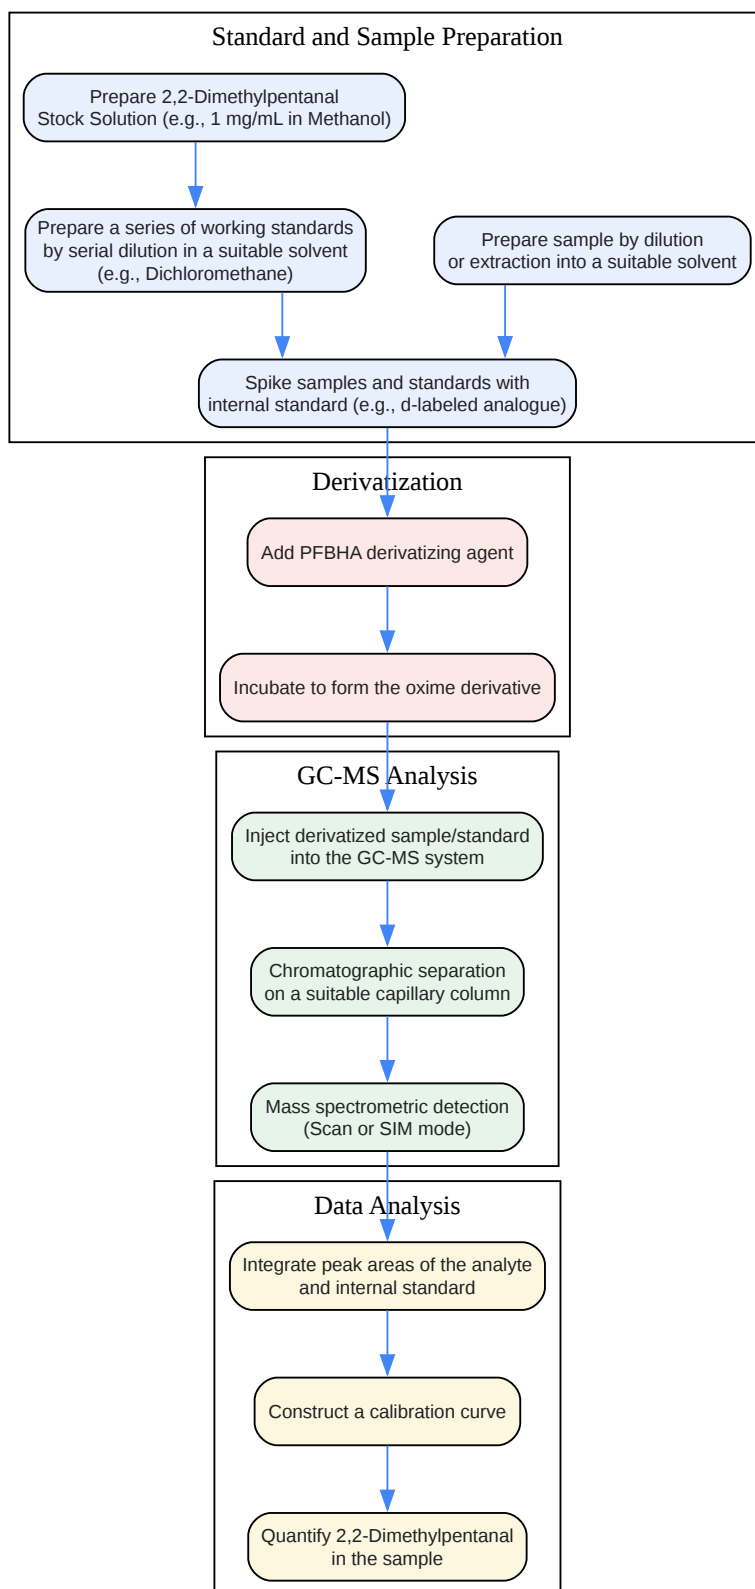 Standard and Sample Preparation
Prepare 2,2-Dimethylpentanal
Stock Solution (e.g., 1 mg/mL in Methanol)
Prepare a series of working standards
by serial dilution in a suitable solvent
(e.g., Dichloromethane)
Prepare sample by dilution
or extraction into a suitable solvent
Spike samples and standards with
internal standard (e.g., d-labeled analogue)
Derivatization
Add PFBHA derivatizing agent
Incubate to form the oxime derivative
GC-MS Analysis
Inject derivatized sample/standard
into the GC-MS system
Chromatographic separation
on a suitable capillary column
Mass spectrometric detection
(Scan or SIM mode)
Data Analysis
Integrate peak areas of the analyte
and internal standard
Construct a calibration curve
Quantify 2,2-Dimethylpentanal
in the sample